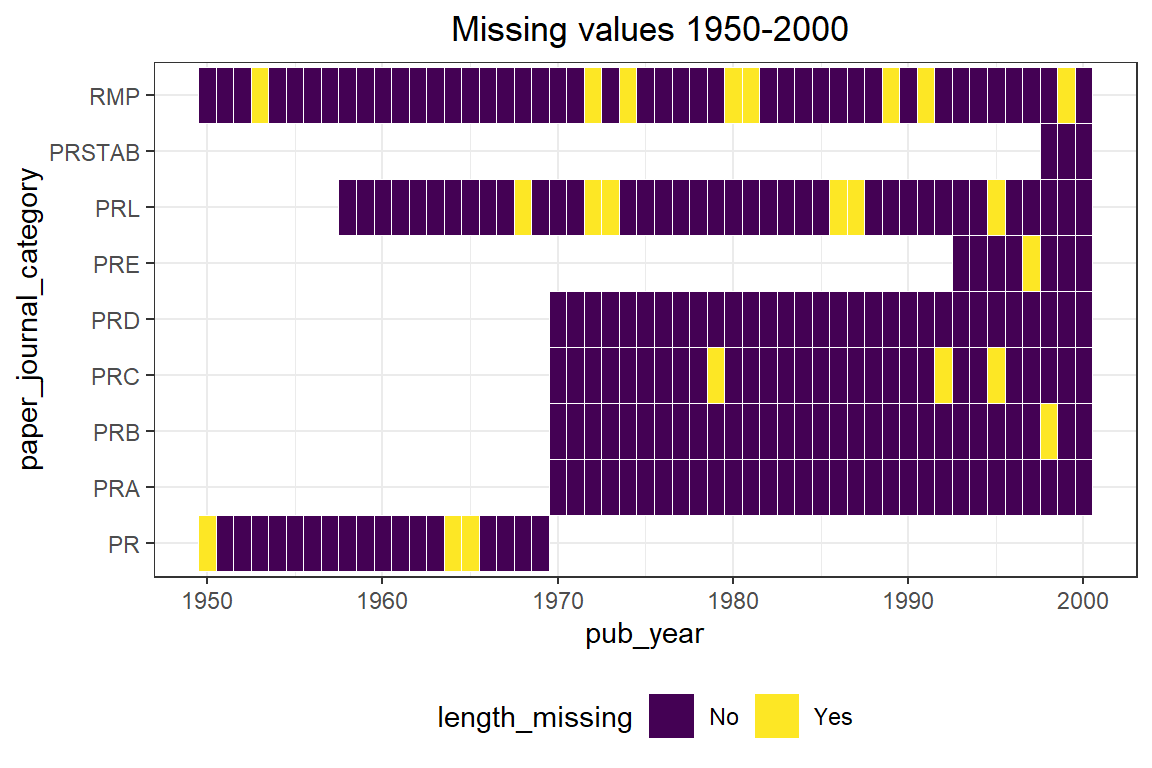 Missing values 1950-2000
paper_journal_category
RMP
PRSTAB
PRL
PRE
PRD
PRC
PRB
PRA
PR
1950 1960 1970 1980 1990 2000
pub_year
length_missing No Yes